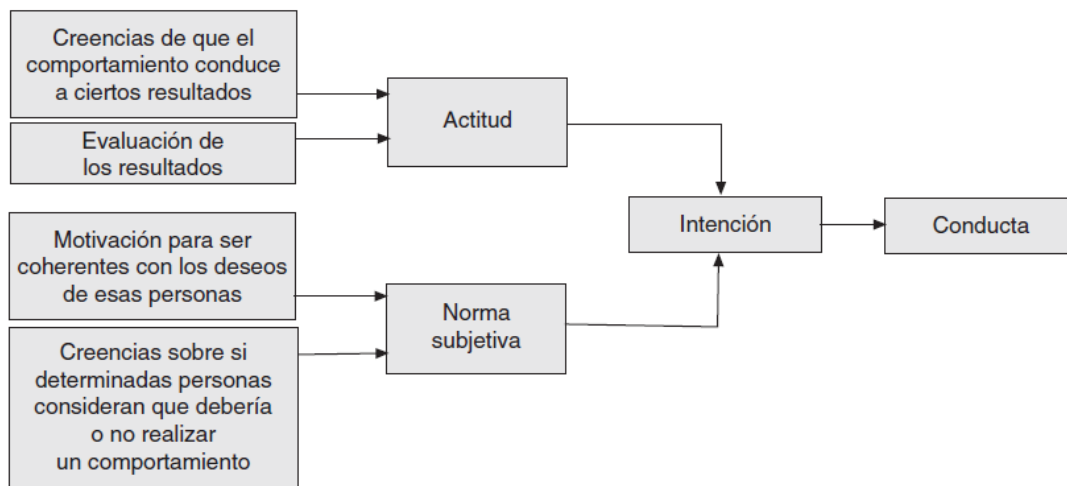 Creencias de que el
comportamiento conduce
a ciertos resultados
Evaluación de
los resultados
Actitud
Motivación para ser
coherentes con los deseos
de esas personas
Creencias sobre si
determinadas personas
consideran que debería
o no realizar
un comportamiento
Norma
subjetiva
Intención
Conducta